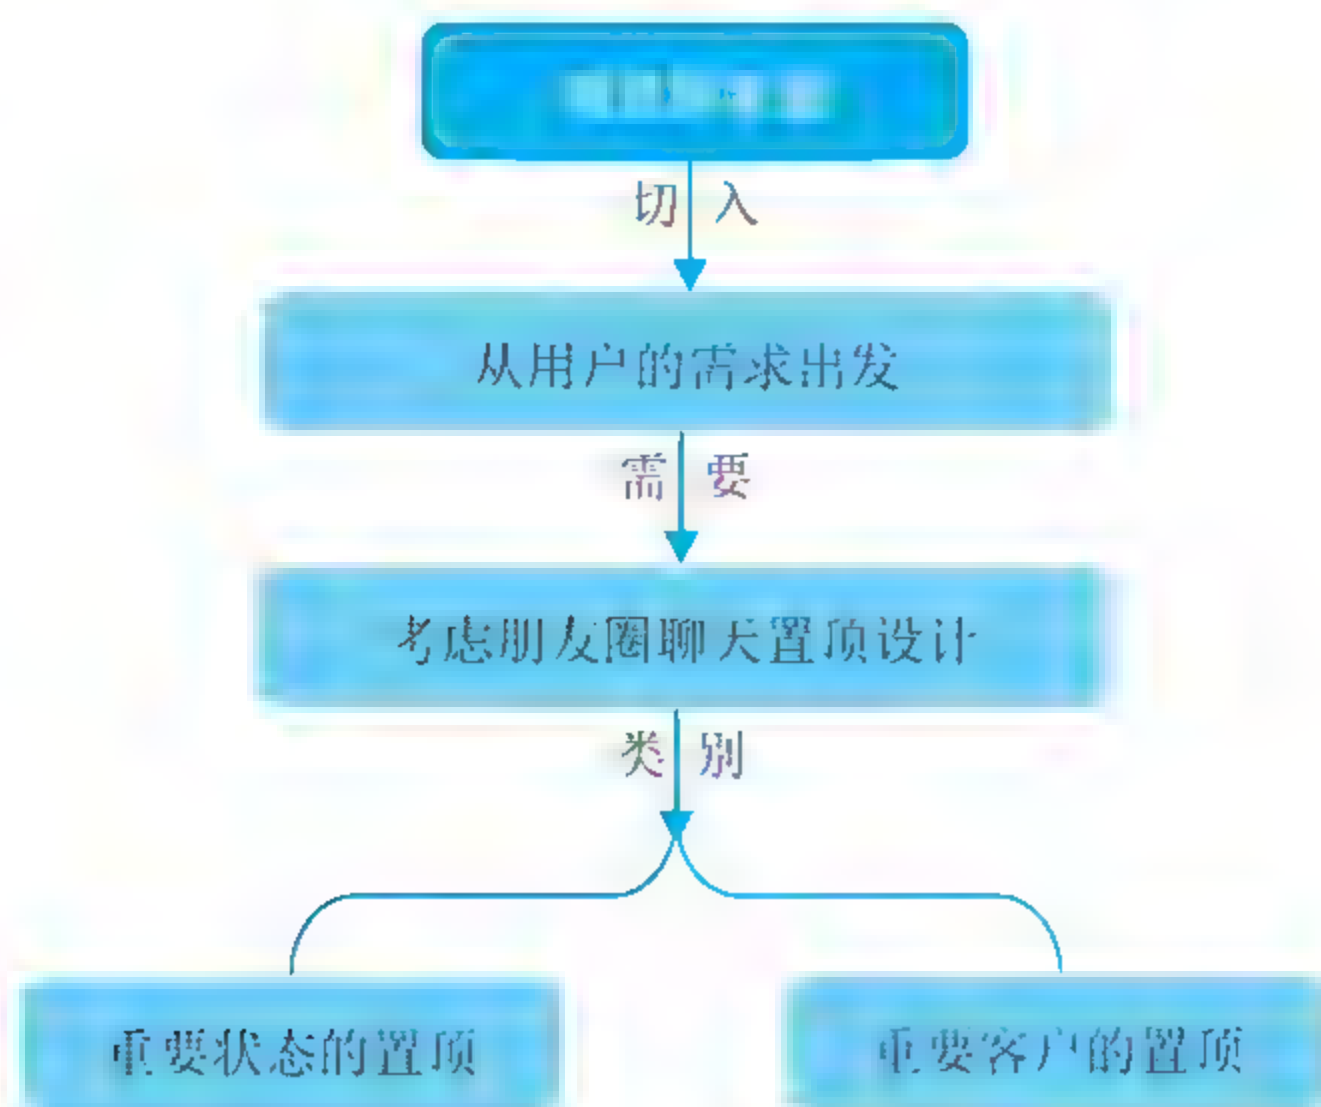 切入
从用户的需求出发
需要
考虑朋友圈聊天置顶设计
类别
重要状态的置顶
重要客户的置顶